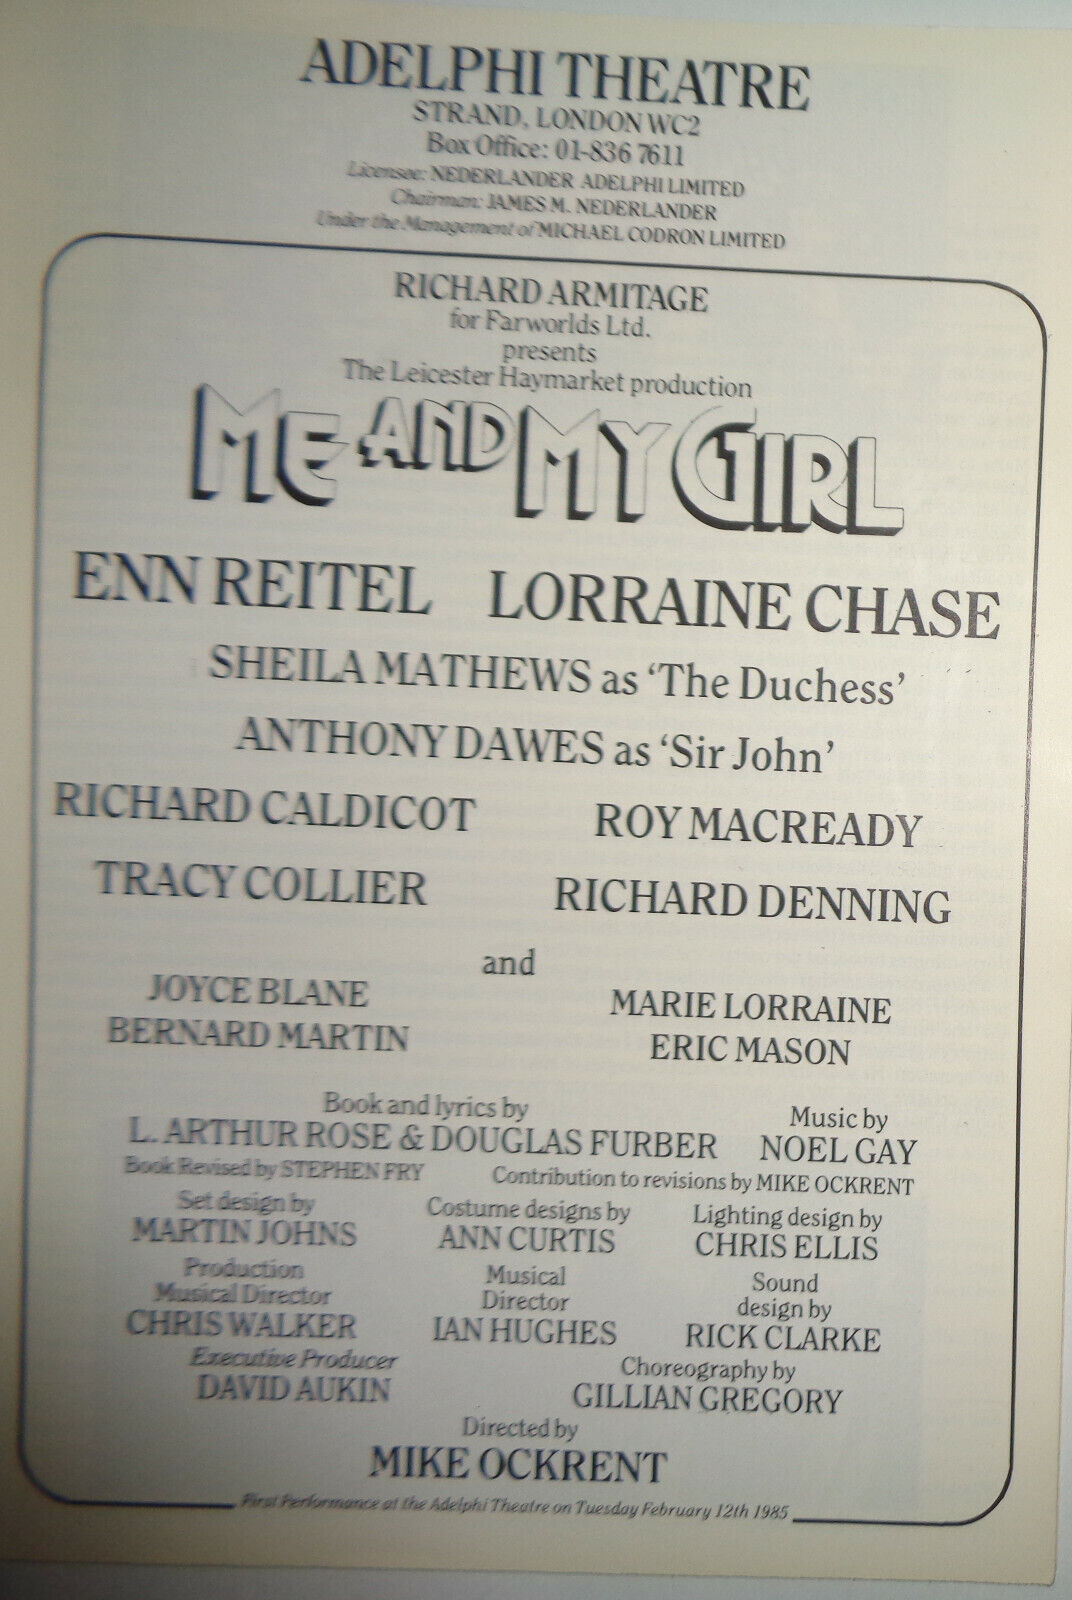 ADELPHI THEATRE
STRAND, LONDON WC2
Box Office: 01-836 7611
Licensee: NEDERLANDER ADELPHI LIMITED
Chairman: JAMES M. NEDERLANDER
Under the Management of MICHAEL CODRON LIMITED
RICHARD ARMITAGE
for Farworlds Ltd.
presents
The Leicester Haymarket production
ME AND MY GIRL
ENN REITEL LORRAINE CHASE
SHEILA MATHEWS as ‘The Duchess’
ANTHONY DAWES as ‘Sir John’
RICHARD CALDICOT ROY MACREADY
TRACY COLLIER RICHARD DENNING
and
JOYCE BLANE MARIE LORRAINE
BERNARD MARTIN ERIC MASON
Book and lyrics by Music by
L. ARTHUR ROSE & DOUGLAS FURBER NOEL GAY
Book Revised by STEPHEN FRY Contribution to revisions by MIKE OCKRENT
Set design by Costume designs by Lighting design by
MARTIN JOHNS ANN CURTIS CHRIS ELLIS
Production Musical Sound
Musical Director Director design by
CHRIS WALKER IAN HUGHES RICK CLARKE
Executive Producer Choreography by
DAVID AUKIN GILLIAN GREGORY
Directed by
MIKE OCKRENT
First Performance at the Adelphi Theatre on Tuesday February 12th 1985